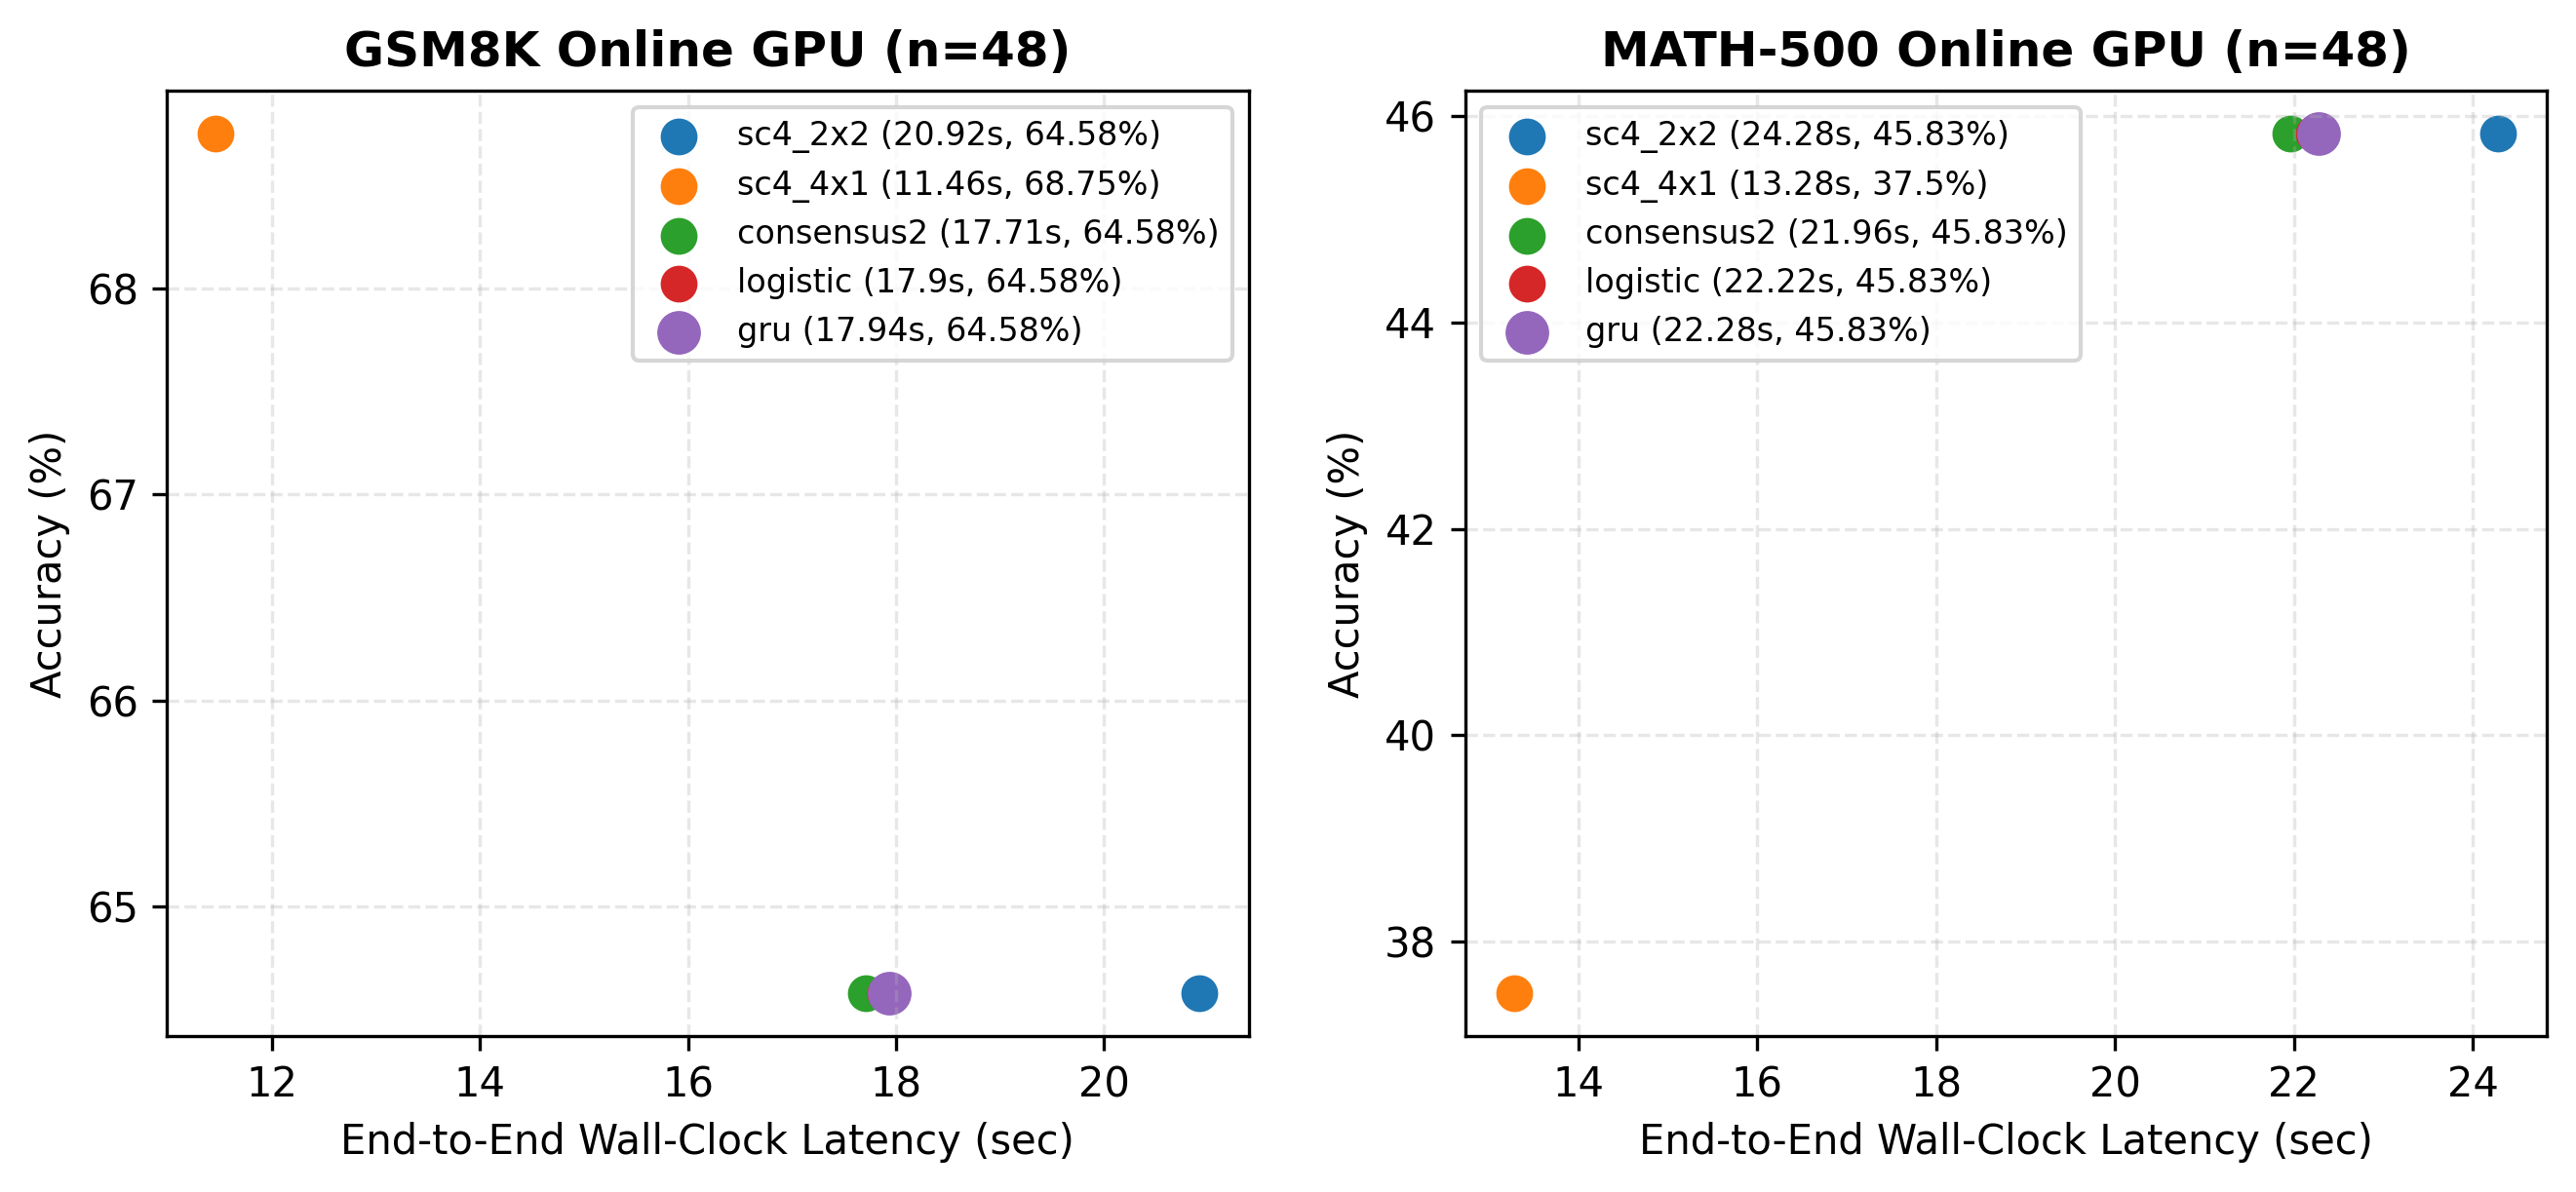 GSM8K Online GPU (n=48)
sc4_2x2 (20.92s, 64.58%)
sc4_4x1 (11.46s, 68.75%)
consensus2 (17.71s, 64.58%)
logistic (17.9s, 64.58%)
gru (17.94s, 64.58%)
Accuracy (%)
68
67
66
65
12 14 16 18 20
End-to-End Wall-Clock Latency (sec)
MATH-500 Online GPU (n=48)
sc4_2x2 (24.28s, 45.83%)
sc4_4x1 (13.28s, 37.5%)
consensus2 (21.96s, 45.83%)
logistic (22.22s, 45.83%)
gru (22.28s, 45.83%)
Accuracy (%)
46
44
42
40
38
14 16 18 20 22 24
End-to-End Wall-Clock Latency (sec)